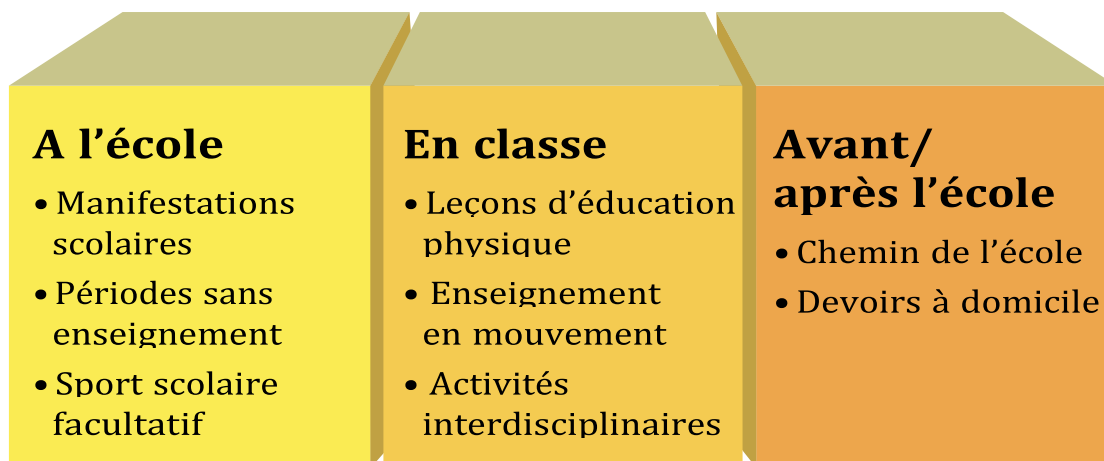 A l’école
• Manifestations
scolaires
• Périodes sans
enseignement
• Sport scolaire
facultatif
En classe
• Leçons d’éducation
physique
• Enseignement
en mouvement
• Activités
interdisciplinaires
Avant/
après l’école
• Chemin de l’école
• Devoirs à domicile